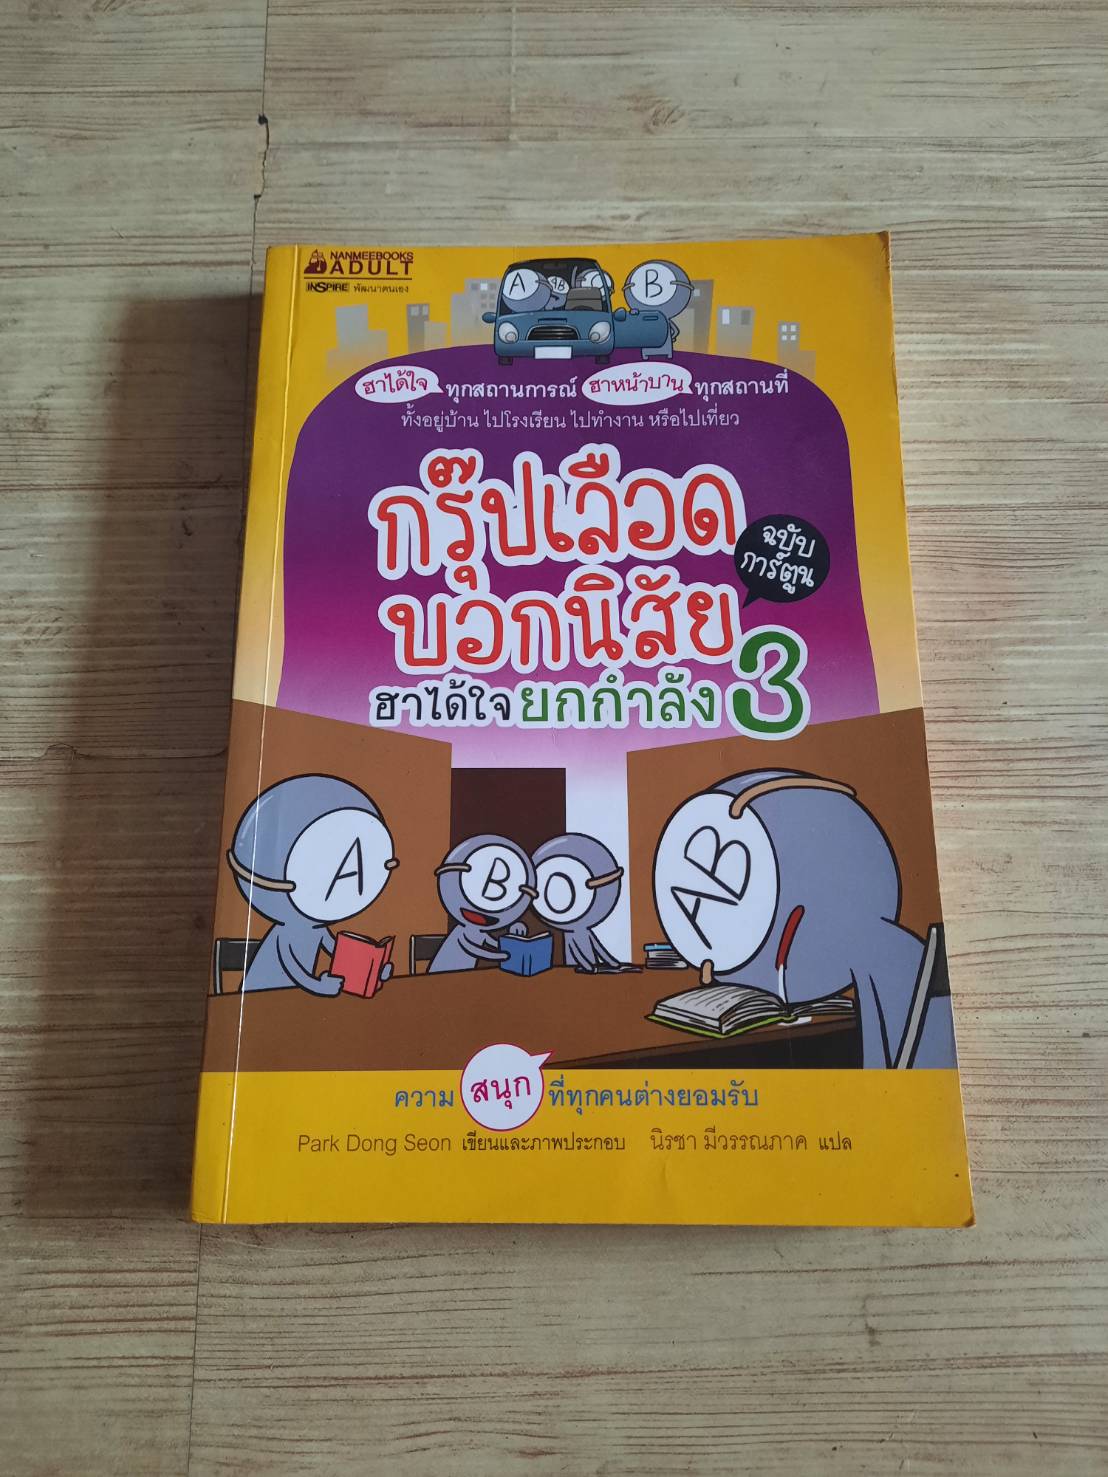 NANMEEBOOKS
ADULT
INSPIRE พัฒนาตนเอง
A AB O B
ฮาได้ใจ ทุกสถานการณ์ ฮาหน้าบาน ทุกสถานที่
ทั้งอยู่บ้าน ไปโรงเรียน ไปทำงาน หรือไปเที่ยว
กรุ๊ปเลือด
บอกนิสัย
ฉบับ
การ์ตูน
ฮาได้ใจยกกำลัง 3
A B O AB
ความ สนุก ที่ทุกคนต่างยอมรับ
Park Dong Seon เขียนและภาพประกอบ นิรชา มีวรรณภาค แปล